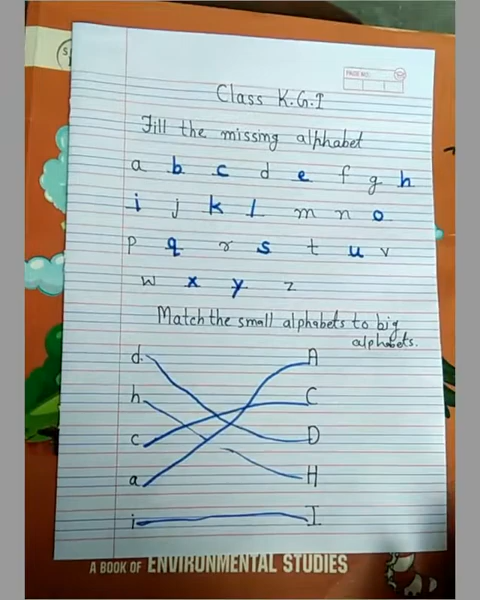 PAGE NO.
Class K.G.I
Fill the missing alphabet
a b c d e f g h
i j k l m n o
p q r s t u v
w x y z
Match the small alphabets to big
alphabets.
d. A
h C
c D
a H
i I
A BOOK OF ENVIRONMENTAL STUDIES